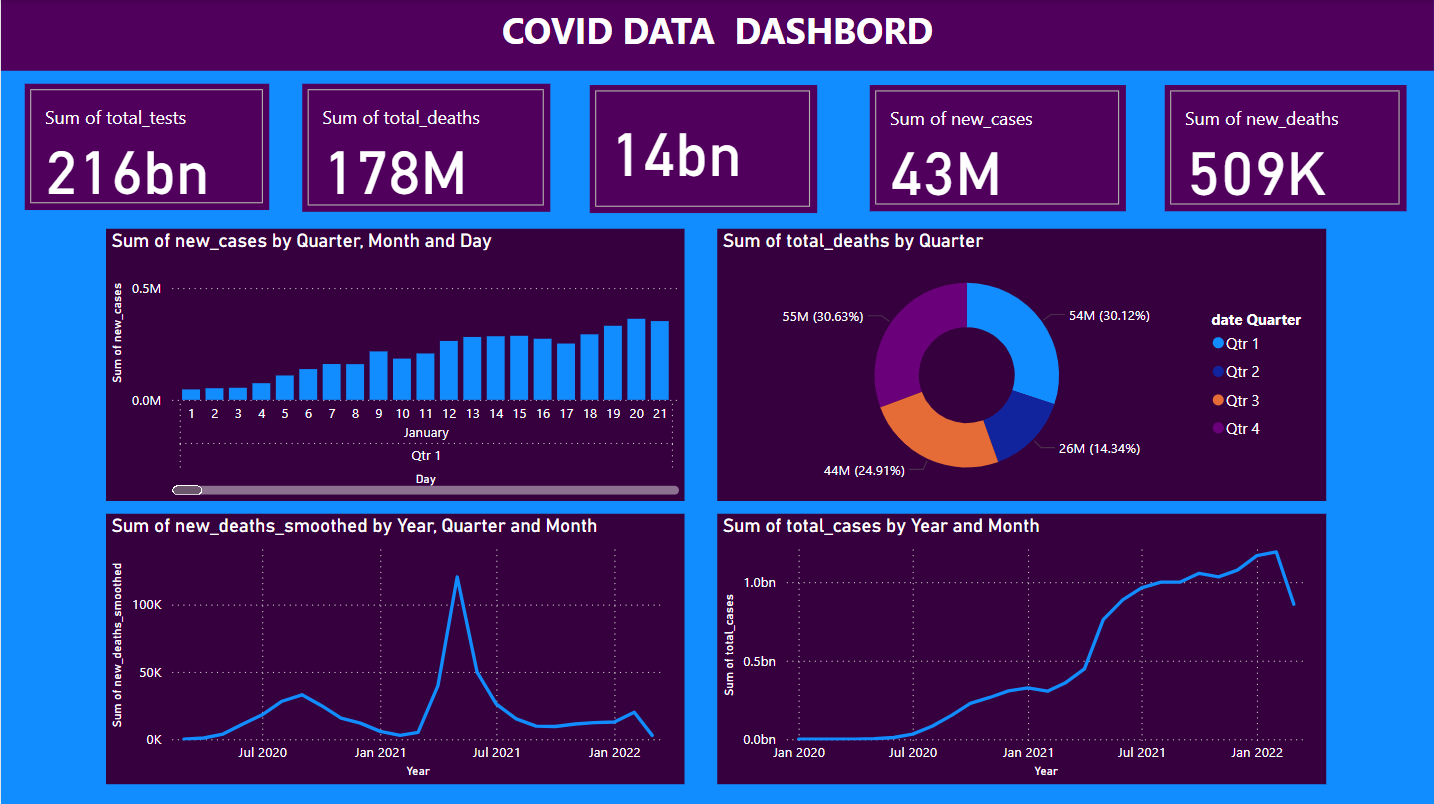 COVID DATA DASHBORD
Sum of total_tests
216bn
Sum of total_deaths
178M
14bn
Sum of new_cases
43M
Sum of new_deaths
509K
Sum of new_cases by Quarter, Month and Day
Sum of new_cases
0.5M
0.0M
1 2 3 4 5 6 7 8 9 10 11 12 13 14 15 16 17 18 19 20 21
January
Qtr 1
Day
Sum of total_deaths by Quarter
55M (30.63%)
54M (30.12%)
26M (14.34%)
44M (24.91%)
date Quarter
Qtr 1
Qtr 2
Qtr 3
Qtr 4
Sum of new_deaths_smoothed by Year, Quarter and Month
Sum of new_deaths_smoothed
100K
50K
0K
Jul 2020 Jan 2021 Jul 2021 Jan 2022
Year
Sum of total_cases by Year and Month
Sum of total_cases
1.0bn
0.5bn
0.0bn
Jan 2020 Jul 2020 Jan 2021 Jul 2021 Jan 2022
Year